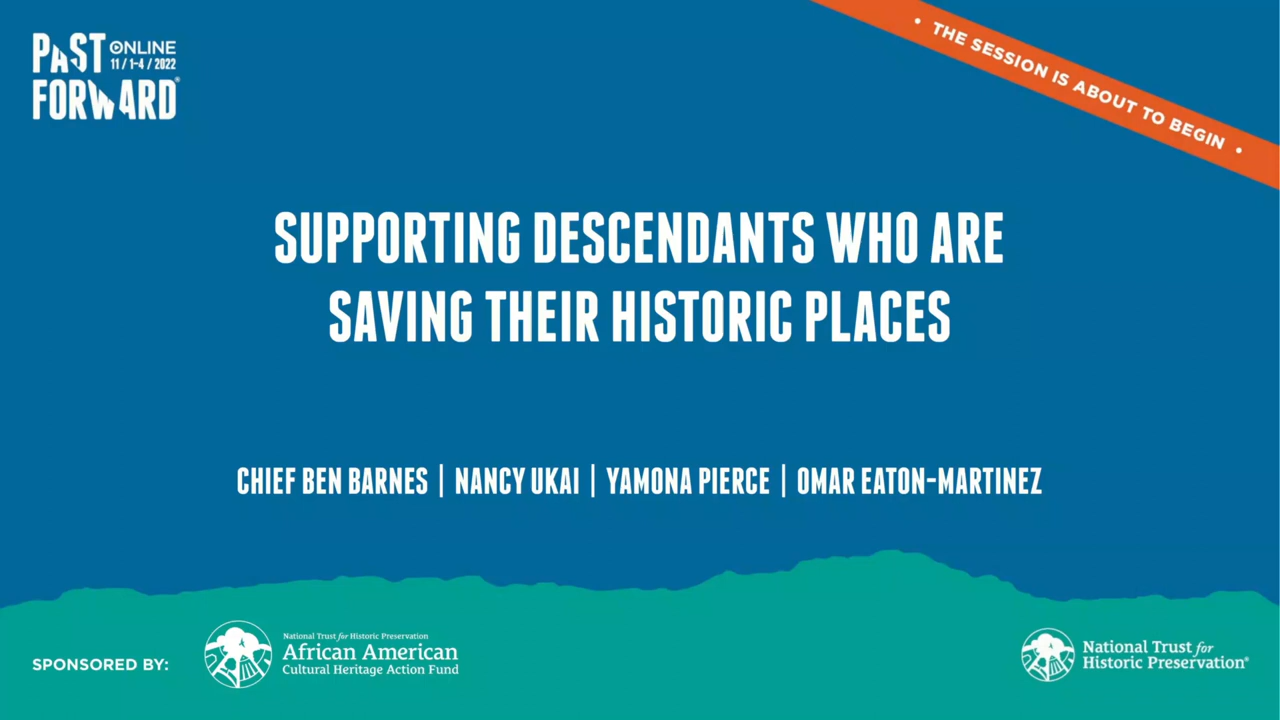 PAST ONLINE
11 / 1-4 / 2022
FORWARD®
• THE SESSION IS ABOUT TO BEGIN •
SUPPORTING DESCENDANTS WHO ARE
SAVING THEIR HISTORIC PLACES
CHIEF BEN BARNES | NANCY UKAI | YAMONA PIERCE | OMAR EATON-MARTINEZ
SPONSORED BY:
National Trust for Historic Preservation
African American
Cultural Heritage Action Fund
National Trust for
Historic Preservation®